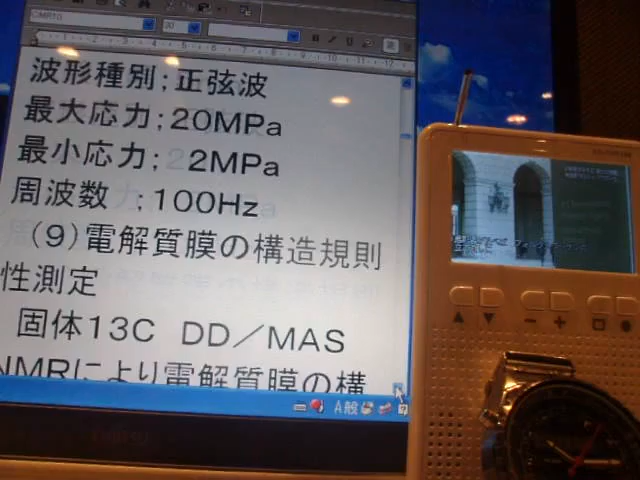 波形種別;正弦波
最大応力;20MPa
最小応力; 2MPa
周波数 ;100Hz
(9)電解質膜の構造規則
性測定
固体13C DD/MAS
NMRにより電解質膜の構
A般